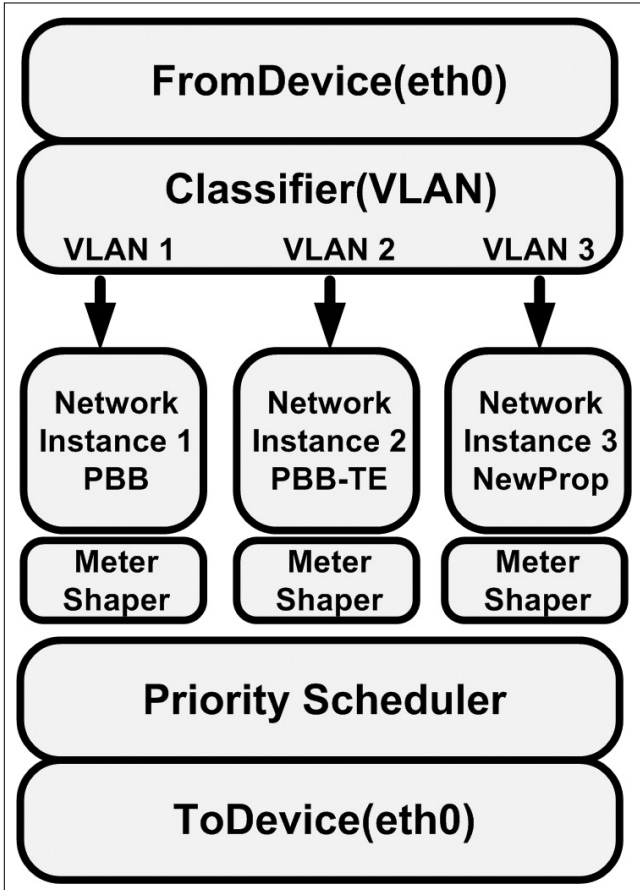 FromDevice(eth0)
Classifier(VLAN)
VLAN 1 VLAN 2 VLAN 3
Network
Instance 1
PBB
Network
Instance 2
PBB-TE
Network
Instance 3
NewProp
Meter
Shaper
Meter
Shaper
Meter
Shaper
Priority Scheduler
ToDevice(eth0)